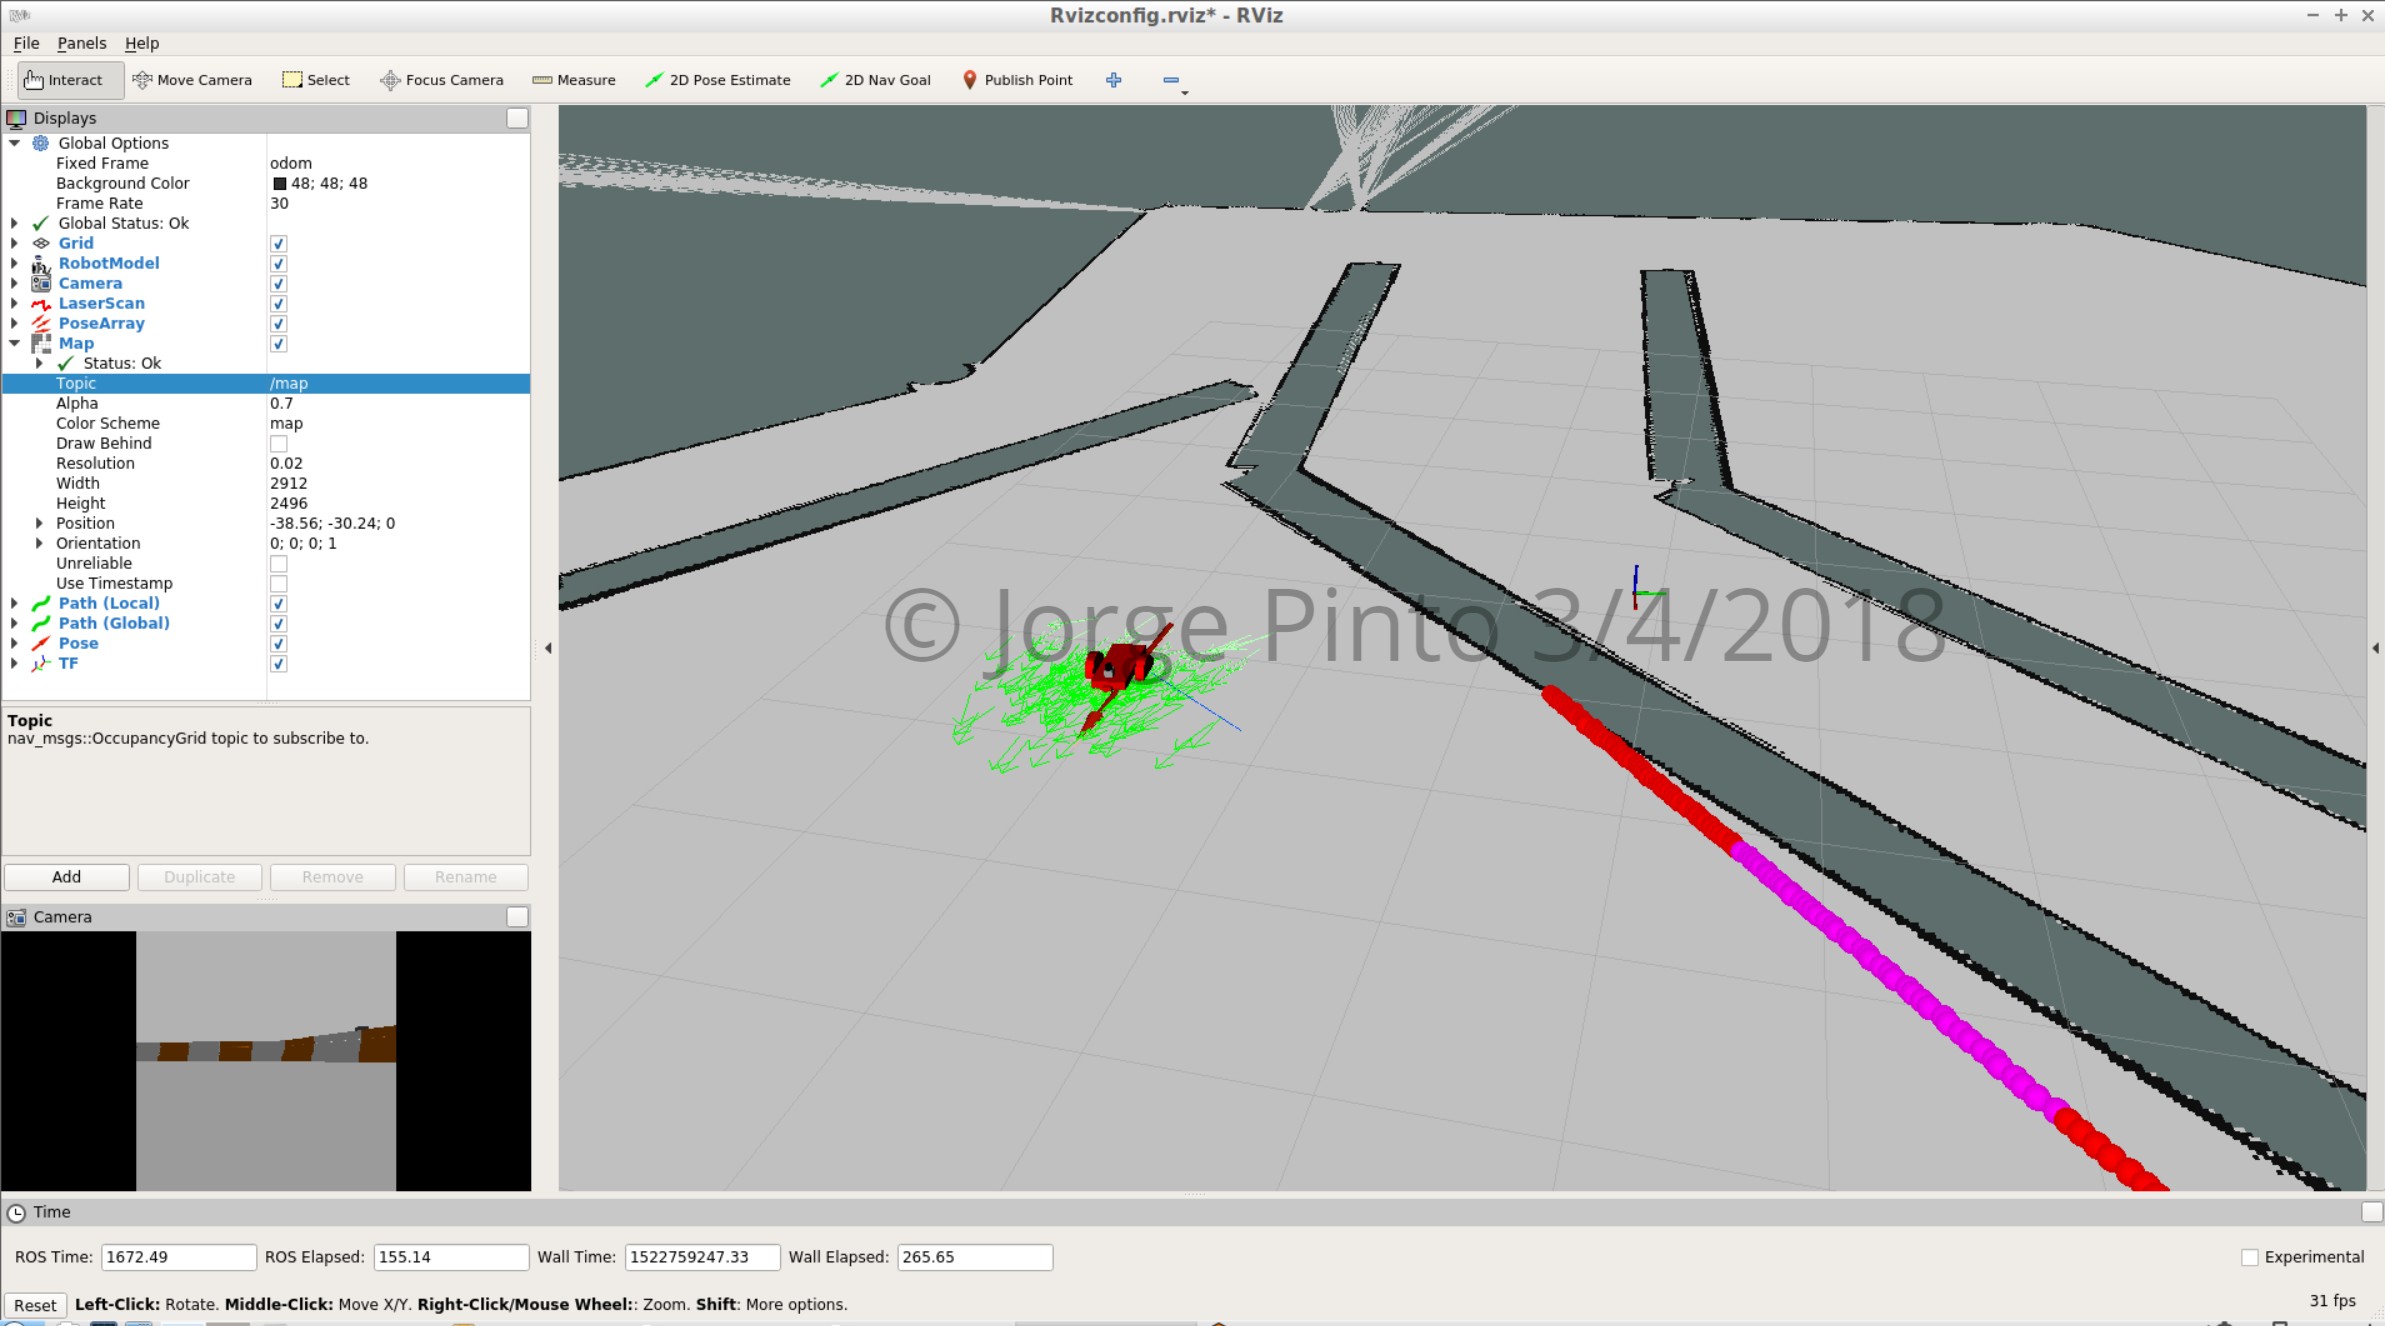 Rvizconfig.rviz* - RViz
File Panels Help
Interact Move Camera Select Focus Camera Measure 2D Pose Estimate 2D Nav Goal Publish Point
Displays
Global Options
Fixed Frame odom
Background Color 48; 48; 48
Frame Rate 30
Global Status: Ok
Grid
RobotModel
Camera
LaserScan
PoseArray
Map
Status: Ok
Topic /map
Alpha 0.7
Color Scheme map
Draw Behind
Resolution 0.02
Width 2912
Height 2496
Position -38.56; -30.24; 0
Orientation 0; 0; 0; 1
Unreliable
Use Timestamp
Path (Local)
Path (Global)
Pose
TF
Topic
nav_msgs::OccupancyGrid topic to subscribe to.
Add Duplicate Remove Rename
Camera
© Jorge Pinto 3/4/2018
Time
ROS Time: 1672.49 ROS Elapsed: 155.14 Wall Time: 1522759247.33 Wall Elapsed: 265.65 Experimental
Reset Left-Click: Rotate. Middle-Click: Move X/Y. Right-Click/Mouse Wheel:: Zoom. Shift: More options. 31 fps